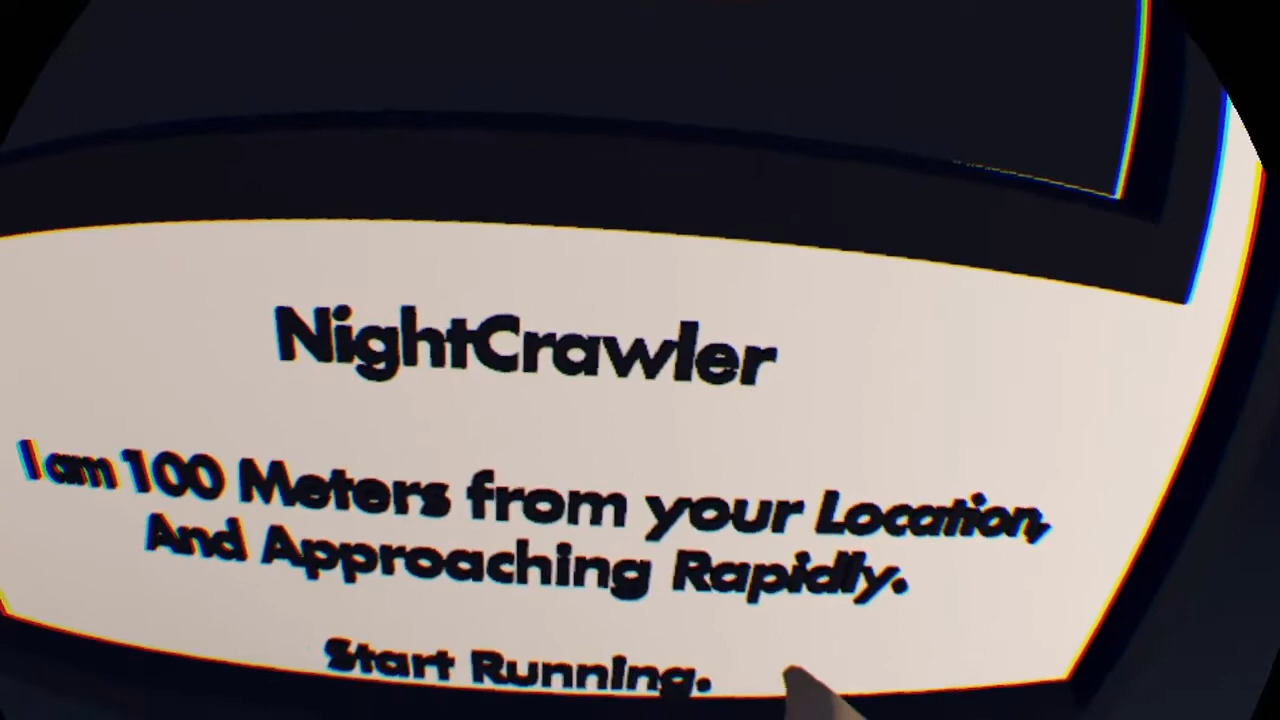 NightCrawler
I am 100 Meters from your Location,
And Approaching Rapidly.
Start Running.